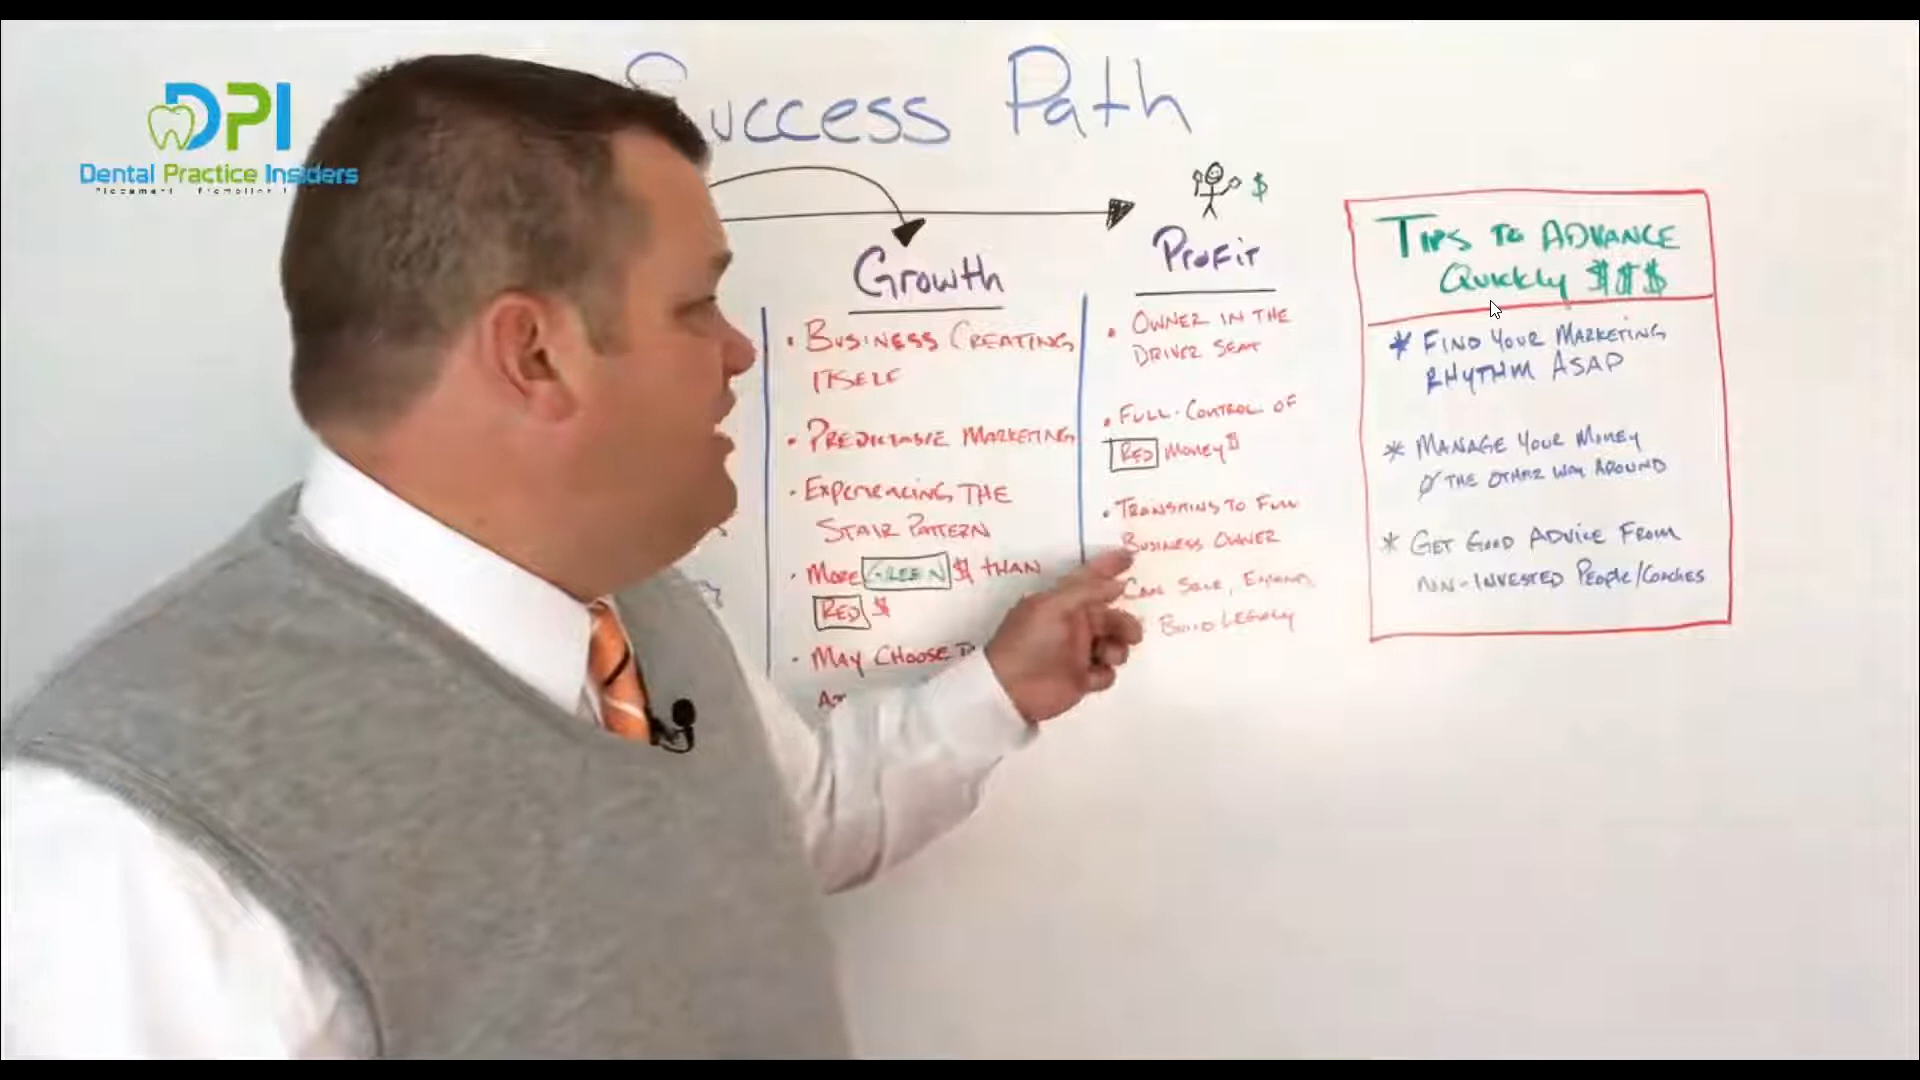 DPI
Dental Practice Insiders
Success Path
$
Growth
• Business Creating
Itself
• Predictable Marketing
• Experiencing the
Stair Pattern
• More Green $ than
Red $
• May Choose
Profit
• Owner in the
Driver Seat
• Full Control of
Red Money $
• Transitions to Full
Business Owner
Can Save, Expand,
Build Legacy
Tips to Advance
Quickly $$$
* Find Your Marketing
Rhythm ASAP
* Manage Your Money
the other way around
* Get Good Advice From
non-invested People/Coaches